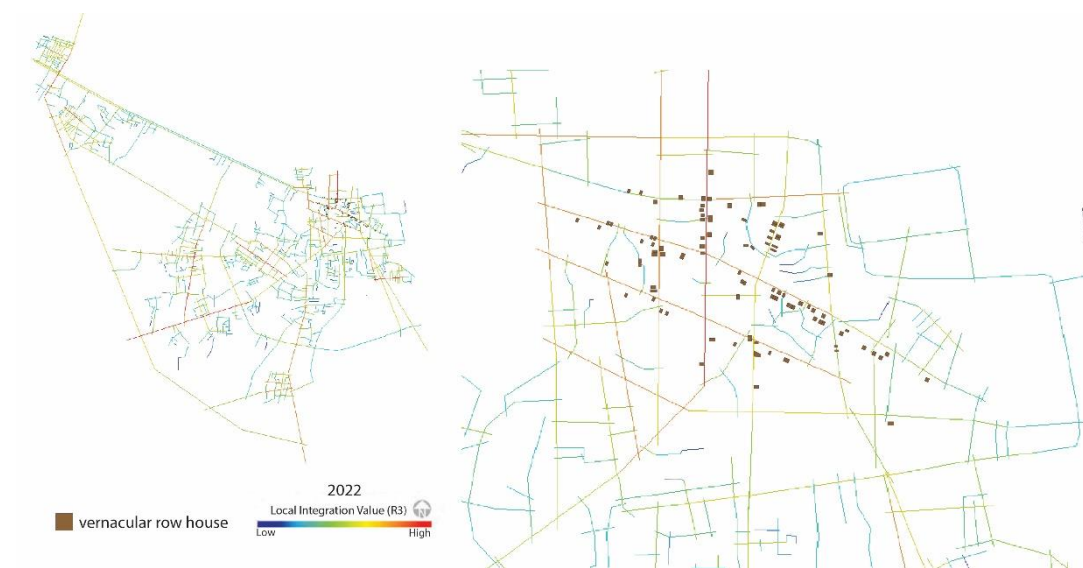 2022
Local Integration Value (R3)
N
Low High
vernacular row house